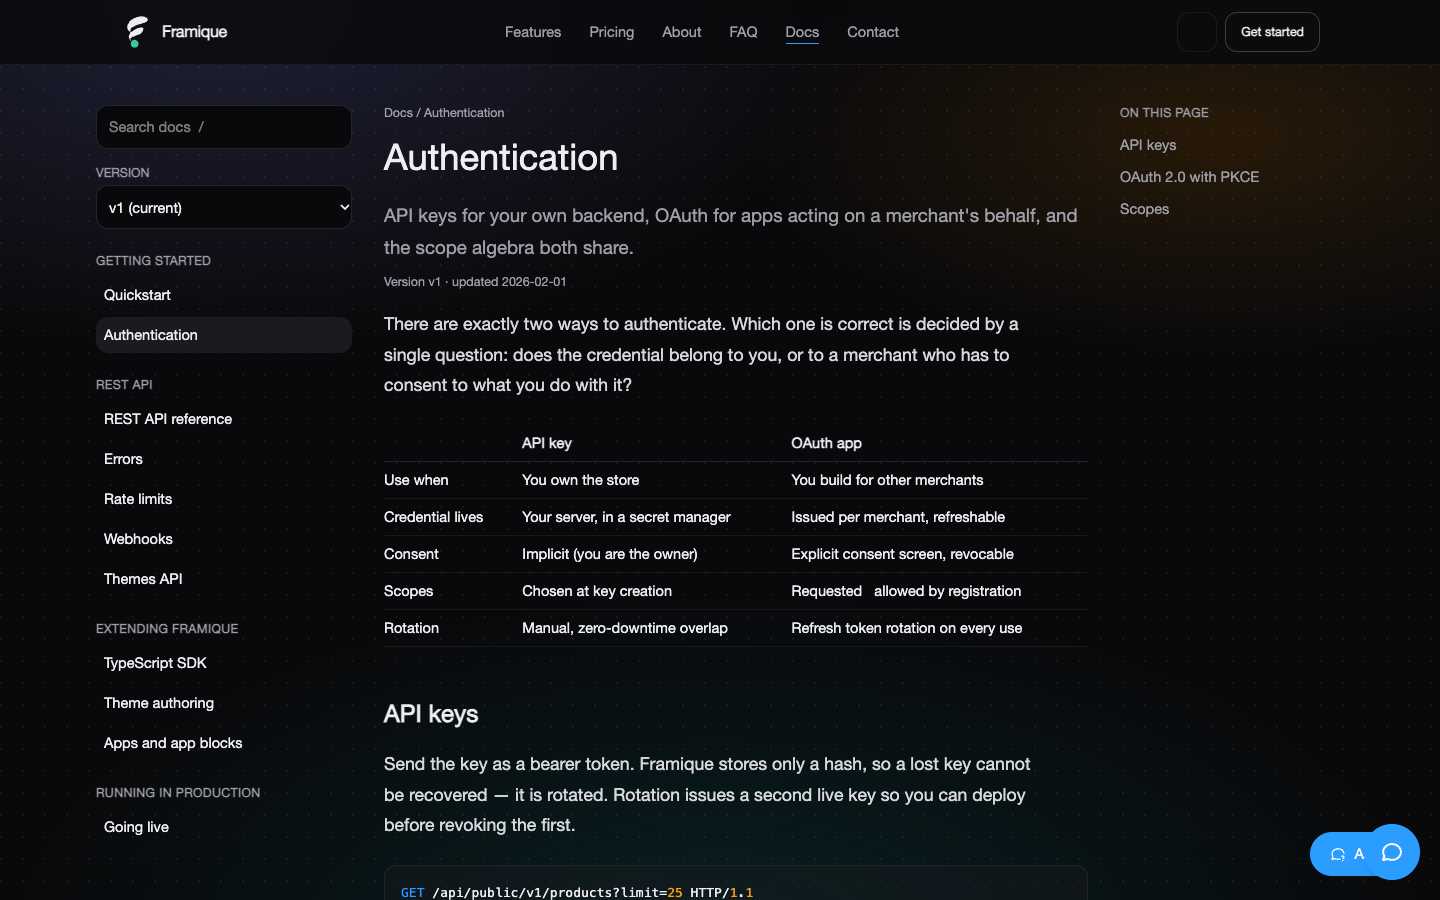 Framique
Features
Pricing
About
FAQ
Docs
Contact
Get started
Search docs /
VERSION
v1 (current)
GETTING STARTED
Quickstart
Authentication
REST API
REST API reference
Errors
Rate limits
Webhooks
Themes API
EXTENDING FRAMIQUE
TypeScript SDK
Theme authoring
Apps and app blocks
RUNNING IN PRODUCTION
Going live
Docs / Authentication
Authentication
API keys for your own backend, OAuth for apps acting on a merchant's behalf, and
the scope algebra both share.
Version v1 · updated 2026-02-01
There are exactly two ways to authenticate. Which one is correct is decided by a
single question: does the credential belong to you, or to a merchant who has to
consent to what you do with it?
API key OAuth app
Use when You own the store You build for other merchants
Credential lives Your server, in a secret manager Issued per merchant, refreshable
Consent Implicit (you are the owner) Explicit consent screen, revocable
Scopes Chosen at key creation Requested allowed by registration
Rotation Manual, zero-downtime overlap Refresh token rotation on every use
API keys
Send the key as a bearer token. Framique stores only a hash, so a lost key cannot
be recovered — it is rotated. Rotation issues a second live key so you can deploy
before revoking the first.
GET /api/public/v1/products?limit=25 HTTP/1.1
ON THIS PAGE
API keys
OAuth 2.0 with PKCE
Scopes
A